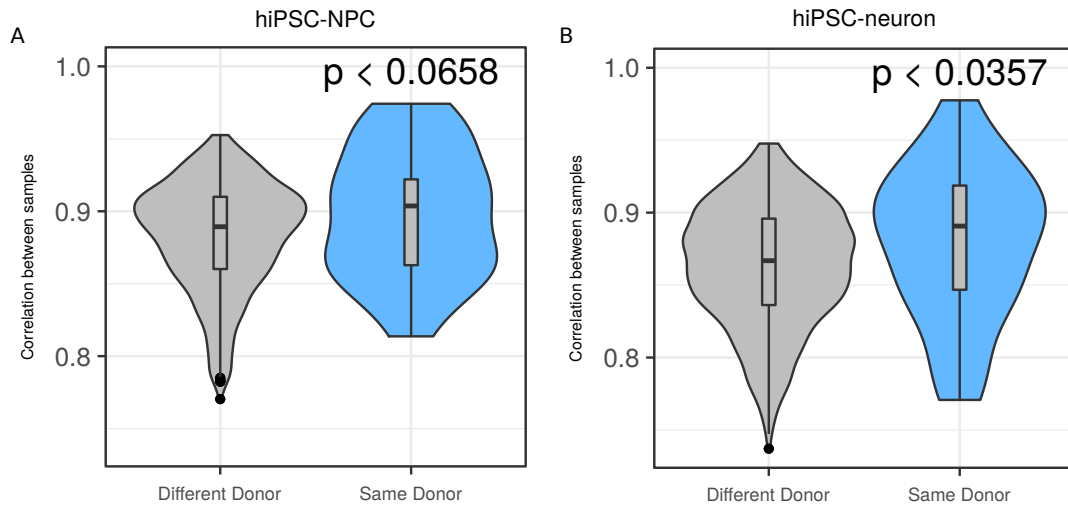 A
hiPSC-NPC
p < 0.0658
Correlation between samples
1.0
0.9
0.8
Different Donor
Same Donor
B
hiPSC-neuron
p < 0.0357
Correlation between samples
1.0
0.9
0.8
Different Donor
Same Donor